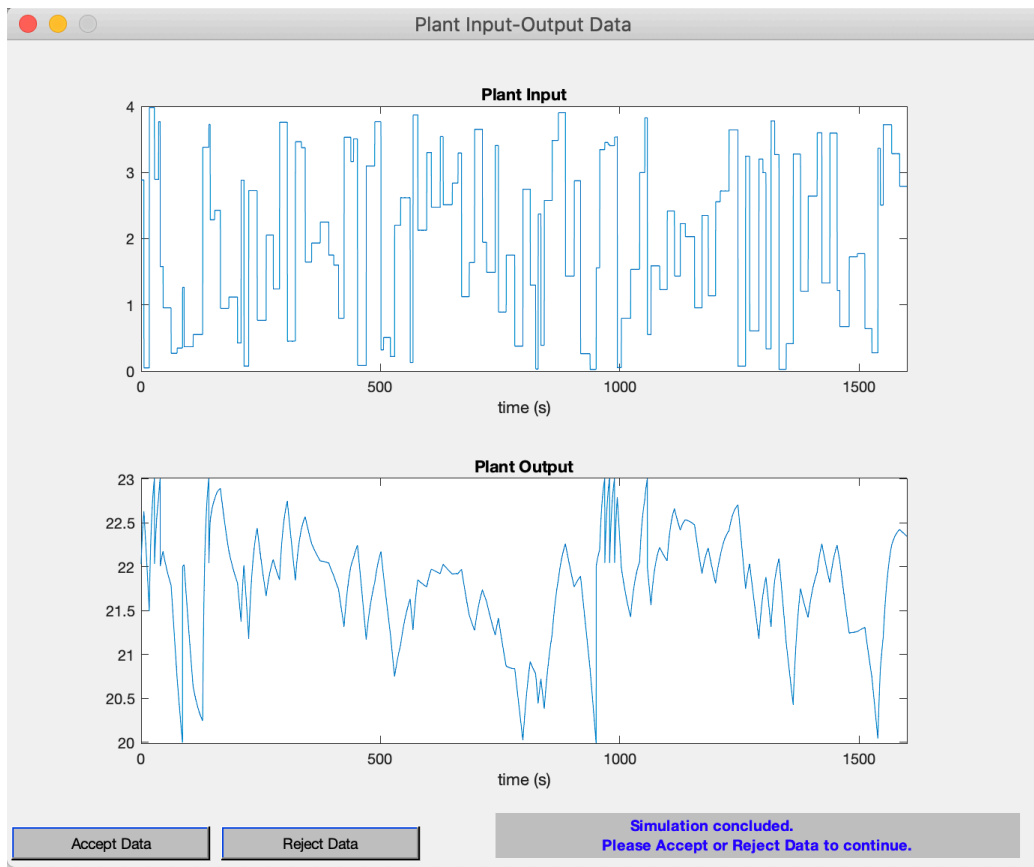 Plant Input-Output Data
Plant Input
4
3
2
1
0
0
500
1000
1500
time (s)
Plant Output
23
22.5
22
21.5
21
20.5
20
0
500
1000
1500
time (s)
Accept Data
Reject Data
Simulation concluded.
Please Accept or Reject Data to continue.